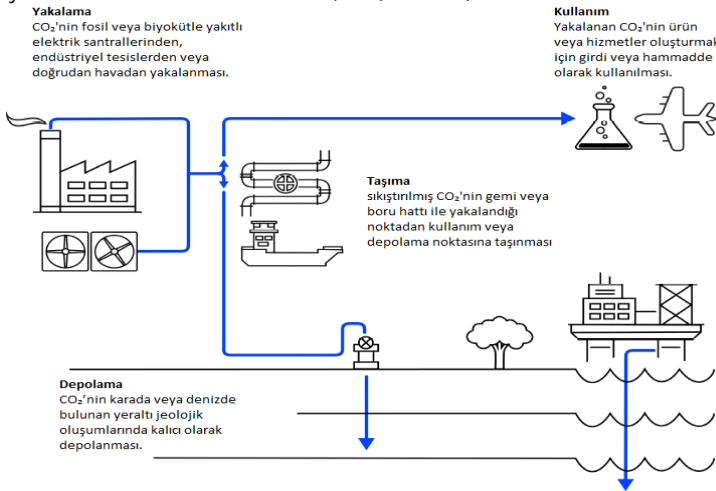 Yakalama
CO₂'nin fosil veya biyokütle yakıtlı
elektrik santrallerinden,
endüstriyel tesislerden veya
doğrudan havadan yakalanması.
Kullanım
Yakalanan CO₂'nin ürün
veya hizmetler oluşturmak
için girdi veya hammadde
olarak kullanılması.
Taşıma
sıkıştırılmış CO₂'nin gemi veya
boru hattı ile yakalandığı
noktadan kullanım veya
depolama noktasına taşınması
Depolama
CO₂'nin karada veya denizde
bulunan yeraltı jeolojik
oluşumlarında kalıcı olarak
depolanması.